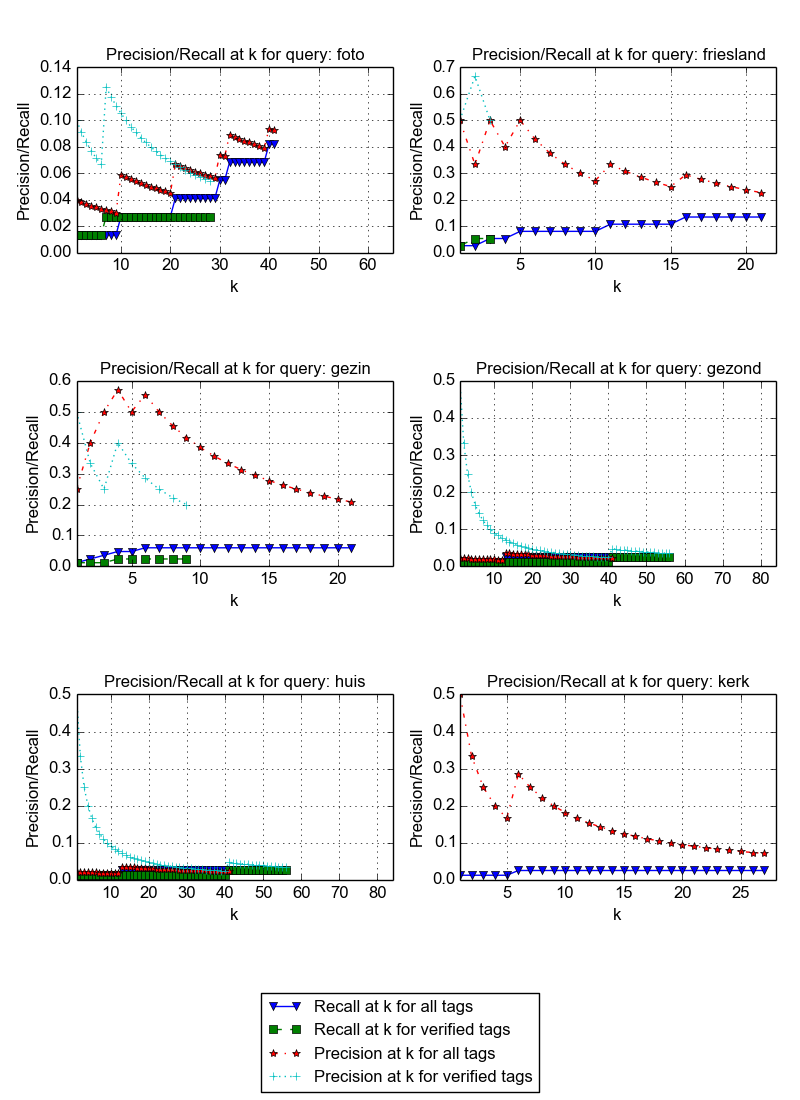 Precision/Recall at k for query: foto
Precision/Recall
0.14
0.12
0.10
0.08
0.06
0.04
0.02
0.00
10 20 30 40 50 60
k
Precision/Recall at k for query: friesland
Precision/Recall
0.7
0.6
0.5
0.4
0.3
0.2
0.1
0.0
5 10 15 20
k
Precision/Recall at k for query: gezin
Precision/Recall
0.6
0.5
0.4
0.3
0.2
0.1
0.0
5 10 15 20
k
Precision/Recall at k for query: gezond
Precision/Recall
0.5
0.4
0.3
0.2
0.1
0.0
10 20 30 40 50 60 70 80
k
Precision/Recall at k for query: huis
Precision/Recall
0.5
0.4
0.3
0.2
0.1
0.0
10 20 30 40 50 60 70 80
k
Precision/Recall at k for query: kerk
Precision/Recall
0.5
0.4
0.3
0.2
0.1
0.0
5 10 15 20 25
k
Recall at k for all tags
Recall at k for verified tags
Precision at k for all tags
Precision at k for verified tags